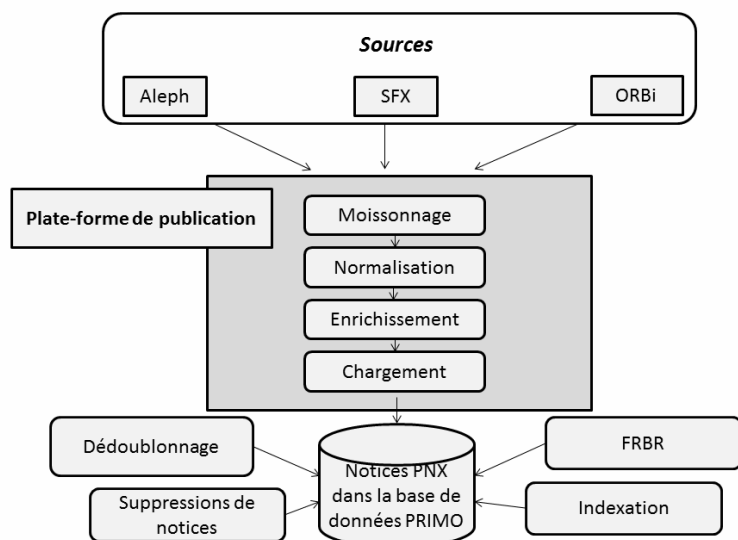 Sources
Aleph
SFX
ORBi
Plate-forme de publication
Moissonnage
Normalisation
Enrichissement
Chargement
Dédoublonnage
FRBR
Notices PNX
dans la base de
données PRIMO
Suppressions de
notices
Indexation